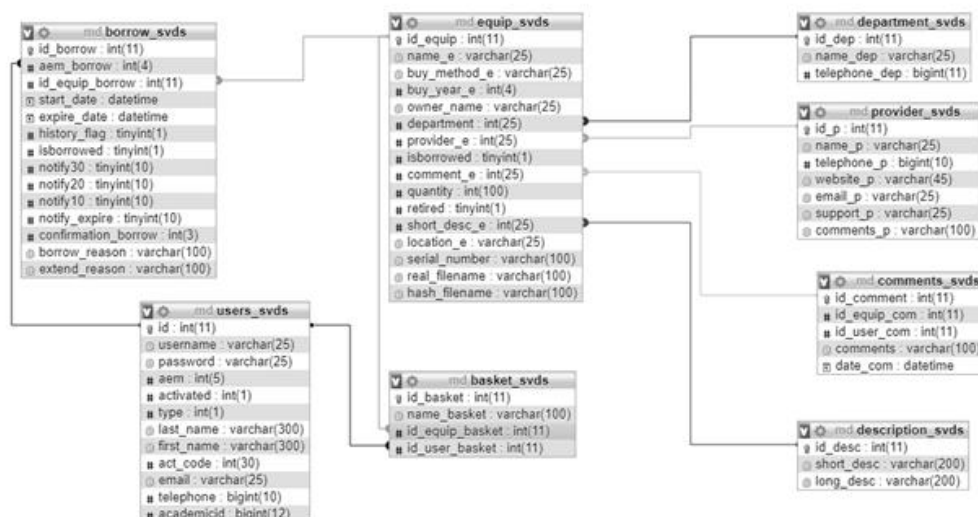 md.borrow_svds
id_borrow : int(11)
aem_borrow : int(4)
id_equip_borrow : int(11)
start_date : datetime
expire_date : datetime
history_flag : tinyint(1)
isborrowed : tinyint(1)
notify30 : tinyint(10)
notify20 : tinyint(10)
notify10 : tinyint(10)
notify_expire : tinyint(10)
confirmation_borrow : int(3)
borrow_reason : varchar(100)
extend_reason : varchar(100)
md.equip_svds
id_equip : int(11)
name_e : varchar(25)
buy_method_e : varchar(25)
buy_year_e : int(4)
owner_name : varchar(25)
department : int(25)
provider_e : int(25)
isborrowed : tinyint(1)
comment_e : int(25)
quantity : int(100)
retired : tinyint(1)
short_desc_e : int(25)
location_e : varchar(25)
serial_number : varchar(100)
real_filename : varchar(100)
hash_filename : varchar(100)
md.department_svds
id_dep : int(11)
name_dep : varchar(25)
telephone_dep : bigint(11)
md.provider_svds
id_p : int(11)
name_p : varchar(25)
telephone_p : bigint(10)
website_p : varchar(45)
email_p : varchar(25)
support_p : varchar(25)
comments_p : varchar(100)
md.comments_svds
id_comment : int(11)
id_equip_com : int(11)
id_user_com : int(11)
comments : varchar(100)
date_com : datetime
md.users_svds
id : int(11)
username : varchar(25)
password : varchar(25)
aem : int(5)
activated : int(1)
type : int(1)
last_name : varchar(300)
first_name : varchar(300)
act_code : int(30)
email : varchar(25)
telephone : bigint(10)
academicid : bigint(12)
md.basket_svds
id_basket : int(11)
name_basket : varchar(100)
id_equip_basket : int(11)
id_user_basket : int(11)
md.description_svds
id_desc : int(11)
short_desc : varchar(200)
long_desc : varchar(200)